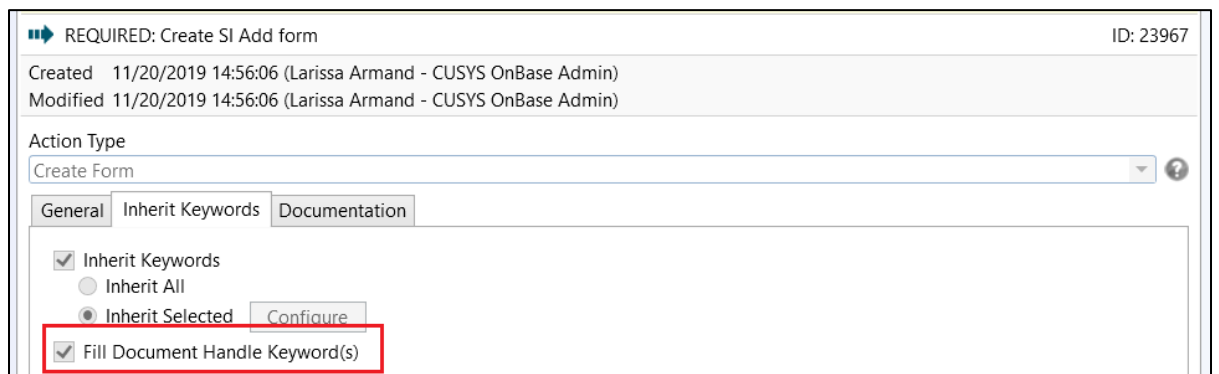 REQUIRED: Create SI Add form ID: 23967
Created 11/20/2019 14:56:06 (Larissa Armand - CUSYS OnBase Admin)
Modified 11/20/2019 14:56:06 (Larissa Armand - CUSYS OnBase Admin)
Action Type
Create Form
General Inherit Keywords Documentation
Inherit Keywords
Inherit All
Inherit Selected Configure
Fill Document Handle Keyword(s)